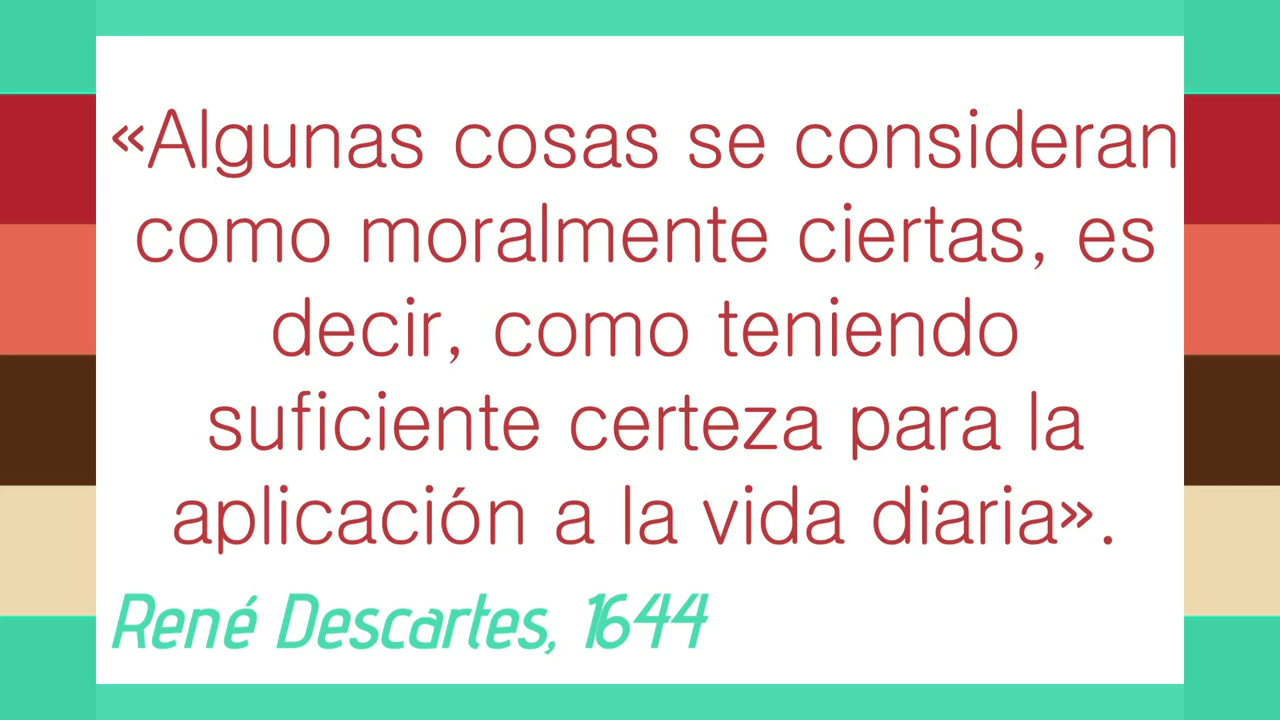 «Algunas cosas se consideran
como moralmente ciertas, es
decir, como teniendo
suficiente certeza para la
aplicación a la vida diaria».
René Descartes, 1644